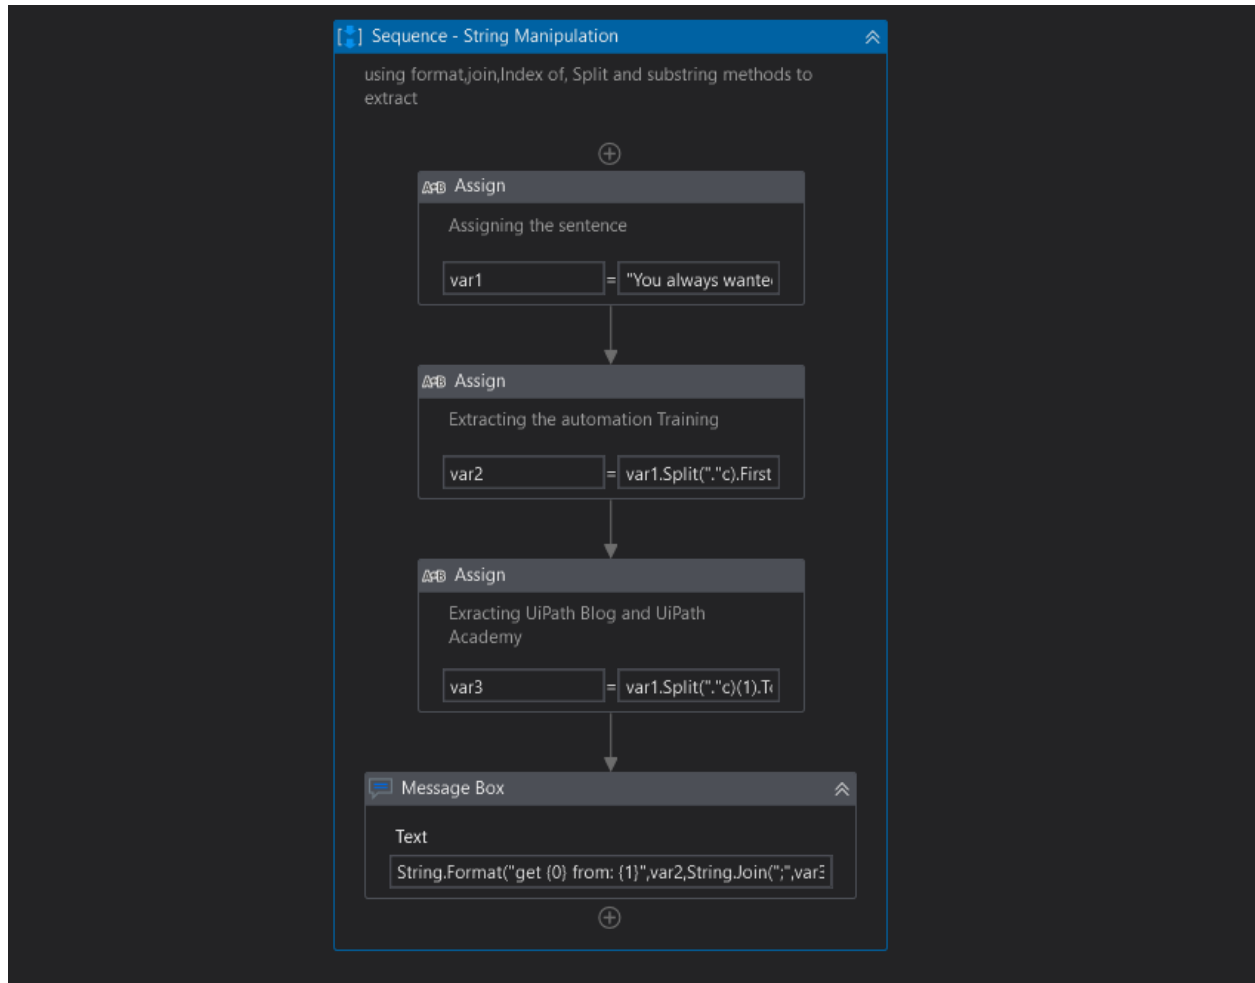 Sequence - String Manipulation
using format,join,Index of, Split and substring methods to
extract
Assign
Assigning the sentence
var1 = "You always wante
Assign
Extracting the automation Training
var2 = var1.Split("."c).First
Assign
Exracting UiPath Blog and UiPath
Academy
var3 = var1.Split("."c)(1).T
Message Box
Text
String.Format("get {0} from: {1}",var2,String.Join(";",var3